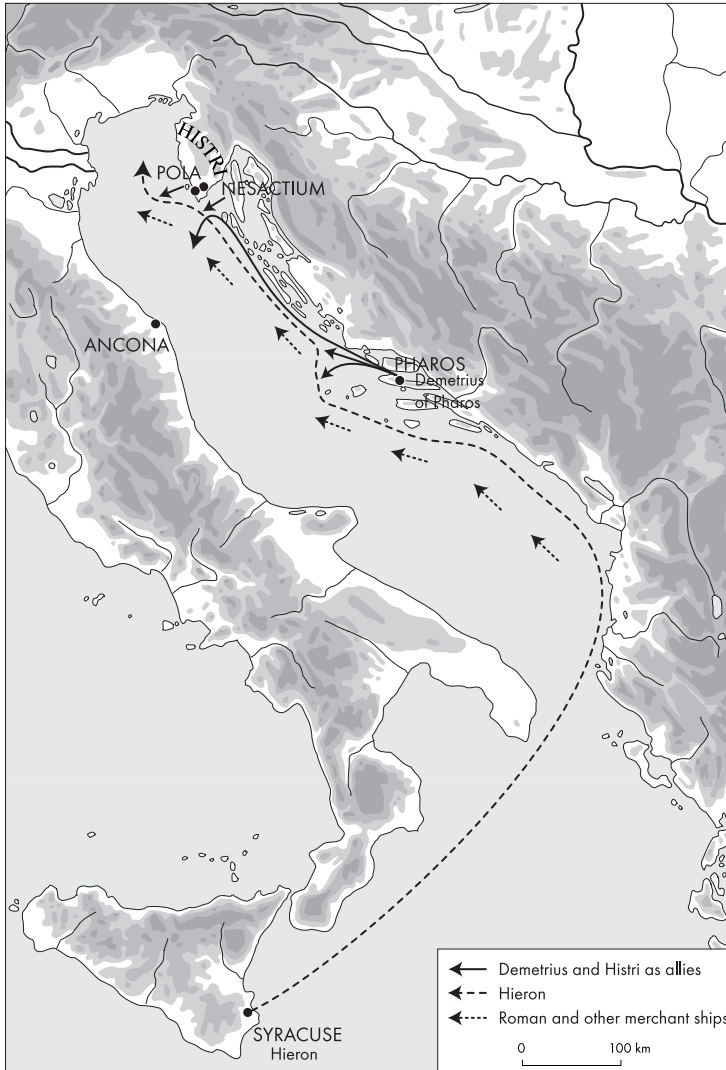 HISTRI
POLA
NESACTIUM
ANCONA
PHAROS
Demetrius
of Pharos
SYRACUSE
Hieron
Demetrius and Histri as allies
Hieron
Roman and other merchant ships
0 100 km